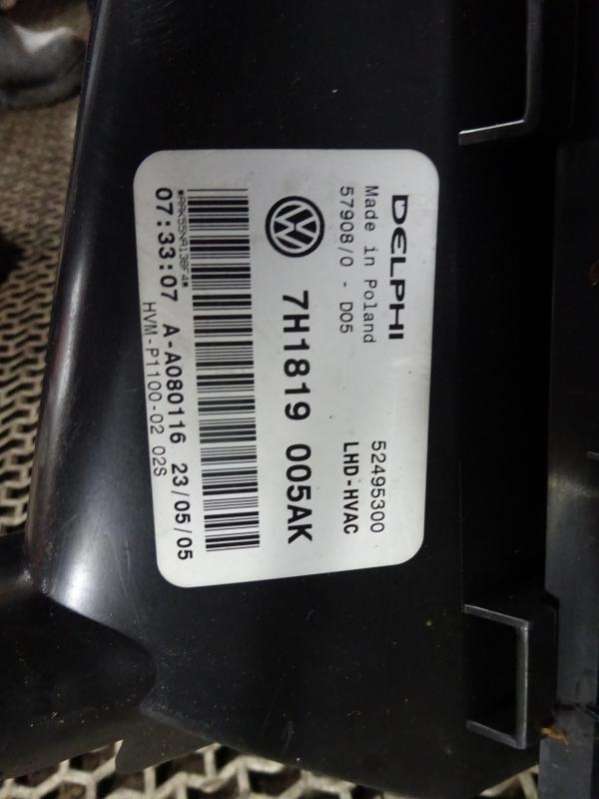 DELPHI
Made in Poland
57908/0 - D05
52495300
LHD-HVAC
7H1819 005AK
07:33:07 A-A080116 23/05/05
HVM-P1100-02 02S